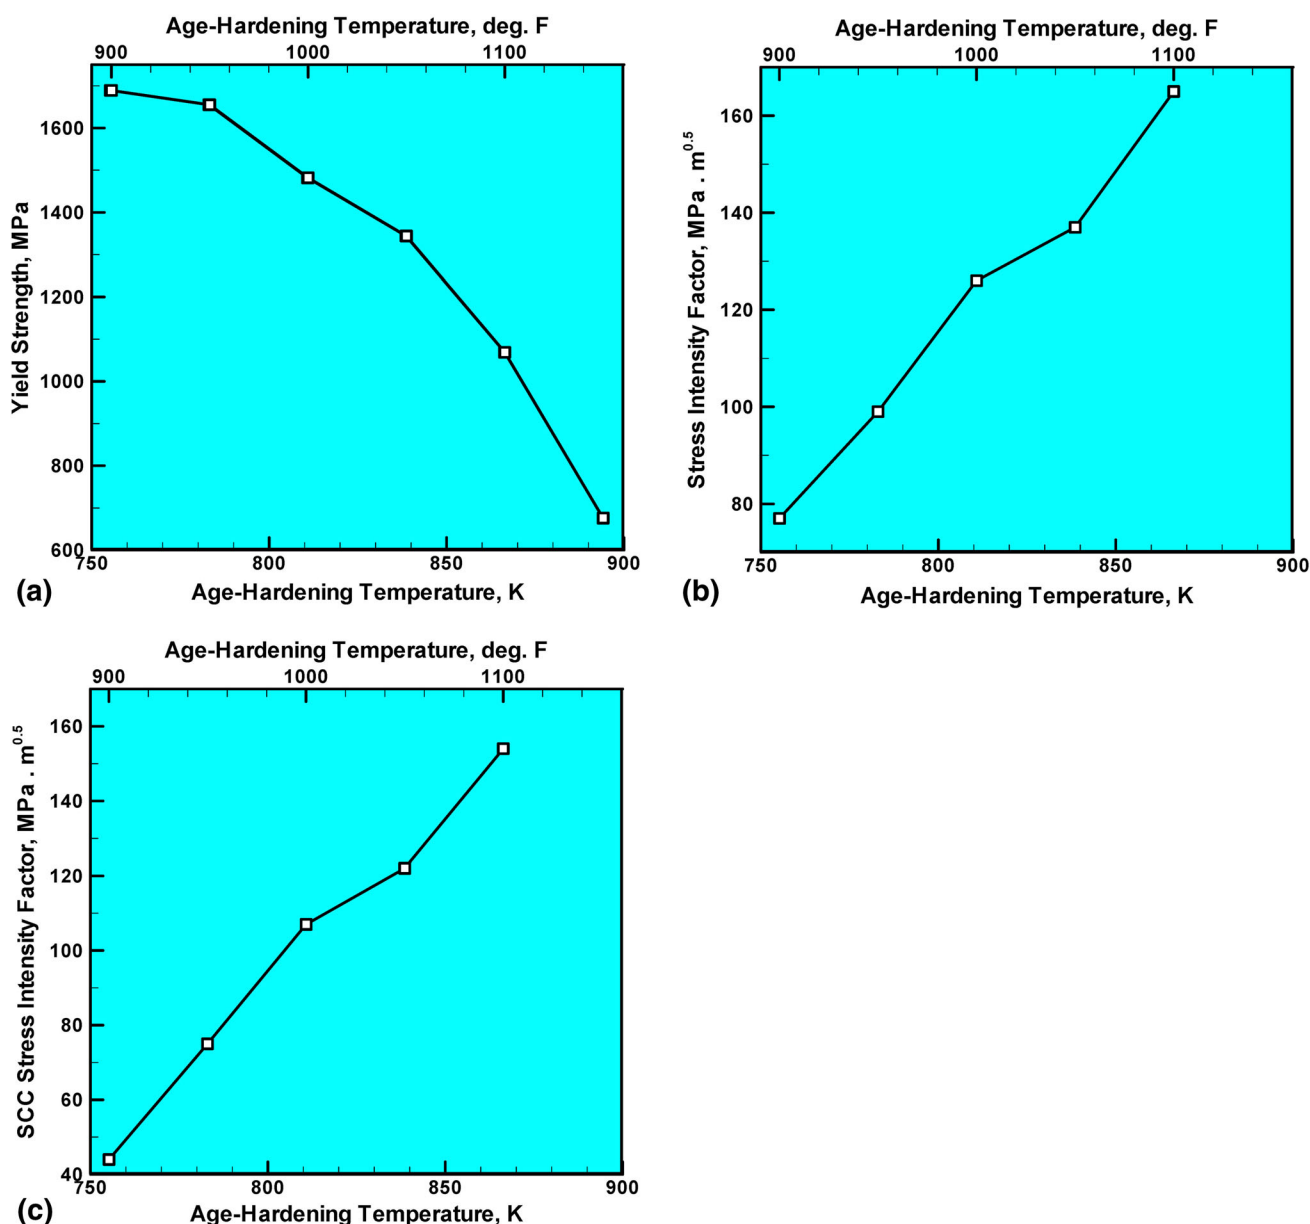 Age-Hardening Temperature, deg. F
900 1000 1100
1600
1400
1200
1000
800
600
Yield Strength, MPa
750 800 850 900
Age-Hardening Temperature, K
(a)
Age-Hardening Temperature, deg. F
900 1000 1100
160
140
120
100
80
Stress Intensity Factor, MPa . m^0.5
750 800 850 900
Age-Hardening Temperature, K
(b)
Age-Hardening Temperature, deg. F
900 1000 1100
160
140
120
100
80
60
40
SCC Stress Intensity Factor, MPa . m^0.5
750 800 850 900
Age-Hardening Temperature, K
(c)